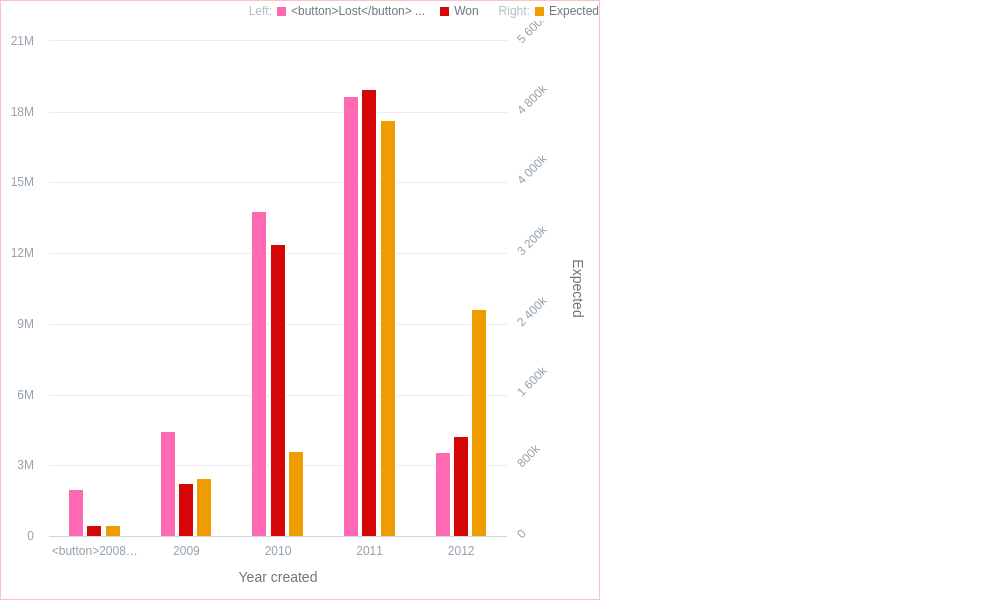 Left: <button>Lost</button> ... Won Right: Expected
21M
18M
15M
12M
9M
6M
3M
0
5 600k
4 800k
4 000k
3 200k
2 400k
1 600k
800k
0
Expected
<button>2008… 2009 2010 2011 2012
Year created